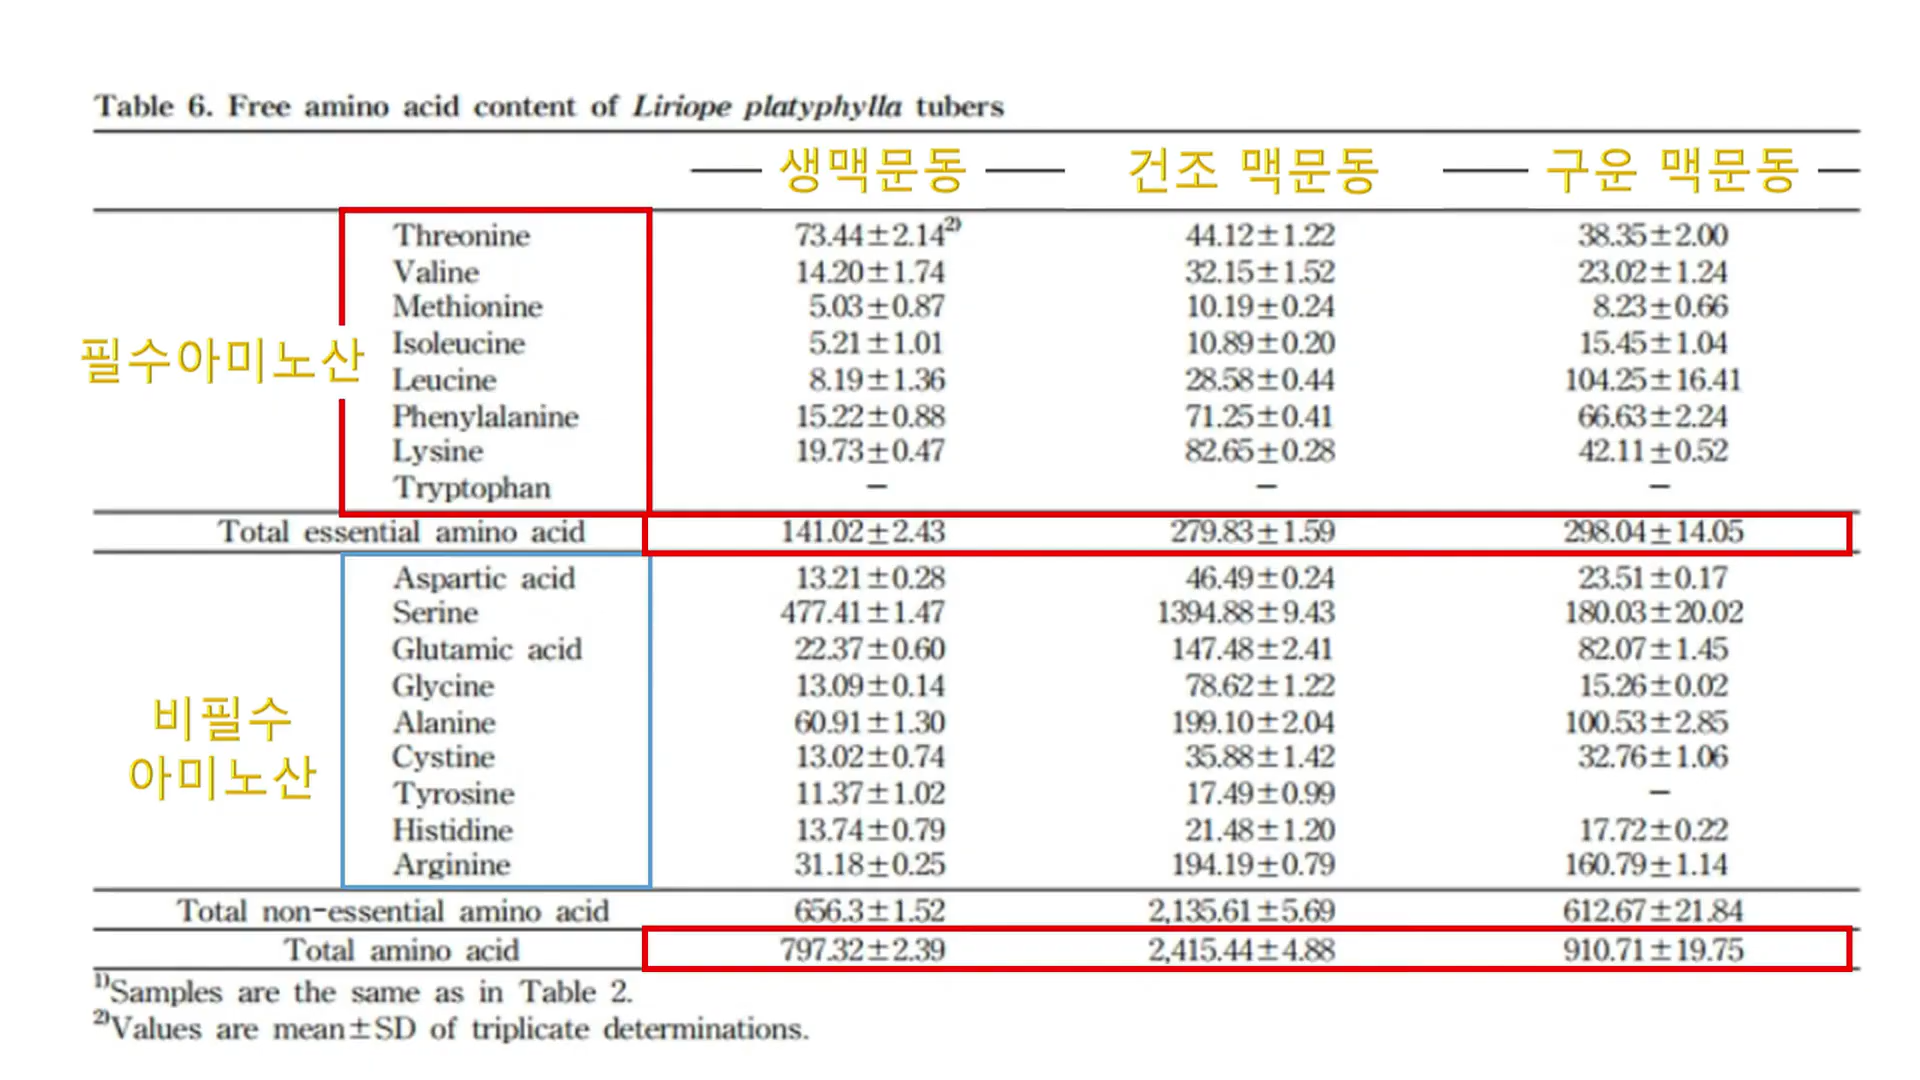 Table 6. Free amino acid content of Liriope platyphylla tubers
생맥문동 건조 맥문동 구운 맥문동
Threonine 73.44±2.14²⁾ 44.12±1.22 38.35±2.00
Valine 14.20±1.74 32.15±1.52 23.02±1.24
Methionine 5.03±0.87 10.19±0.24 8.23±0.66
Isoleucine 5.21±1.01 10.89±0.20 15.45±1.04
필수아미노산
Leucine 8.19±1.36 28.58±0.44 104.25±16.41
Phenylalanine 15.22±0.88 71.25±0.41 66.63±2.24
Lysine 19.73±0.47 82.65±0.28 42.11±0.52
Tryptophan − − −
Total essential amino acid 141.02±2.43 279.83±1.59 298.04±14.05
Aspartic acid 13.21±0.28 46.49±0.24 23.51±0.17
Serine 477.41±1.47 1394.88±9.43 180.03±20.02
Glutamic acid 22.37±0.60 147.48±2.41 82.07±1.45
Glycine 13.09±0.14 78.62±1.22 15.26±0.02
비필수
아미노산
Alanine 60.91±1.30 199.10±2.04 100.53±2.85
Cystine 13.02±0.74 35.88±1.42 32.76±1.06
Tyrosine 11.37±1.02 17.49±0.99 −
Histidine 13.74±0.79 21.48±1.20 17.72±0.22
Arginine 31.18±0.25 194.19±0.79 160.79±1.14
Total non-essential amino acid 656.3±1.52 2,135.61±5.69 612.67±21.84
Total amino acid 797.32±2.39 2,415.44±4.88 910.71±19.75
¹⁾Samples are the same as in Table 2.
²⁾Values are mean±SD of triplicate determinations.